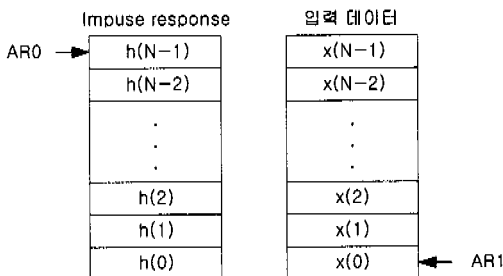 Impuse response 입력 데이터
AR0 h(N-1) x(N-1)
h(N-2) x(N-2)
. .
. .
. .
h(2) x(2)
h(1) x(1)
h(0) x(0) AR1